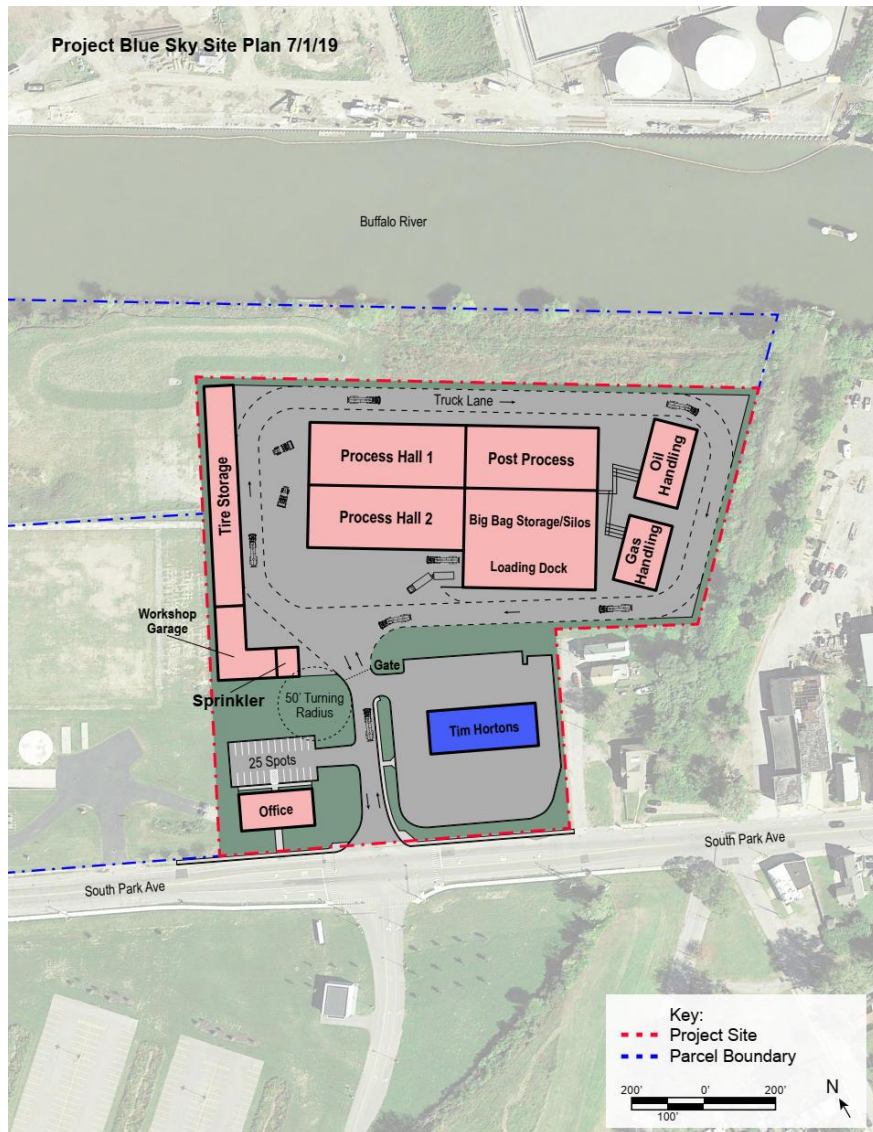 Project Blue Sky Site Plan 7/1/19
Buffalo River
Truck Lane
Tire Storage
Process Hall 1
Post Process
Oil
Handling
Process Hall 2
Big Bag Storage/Silos
Loading Dock
Gas
Handling
Workshop
Garage
Sprinkler
Gate
50' Turning
Radius
Tim Hortons
25 Spots
Office
South Park Ave
South Park Ave
Key:
Project Site
Parcel Boundary
200' 0' 200'
100'
N